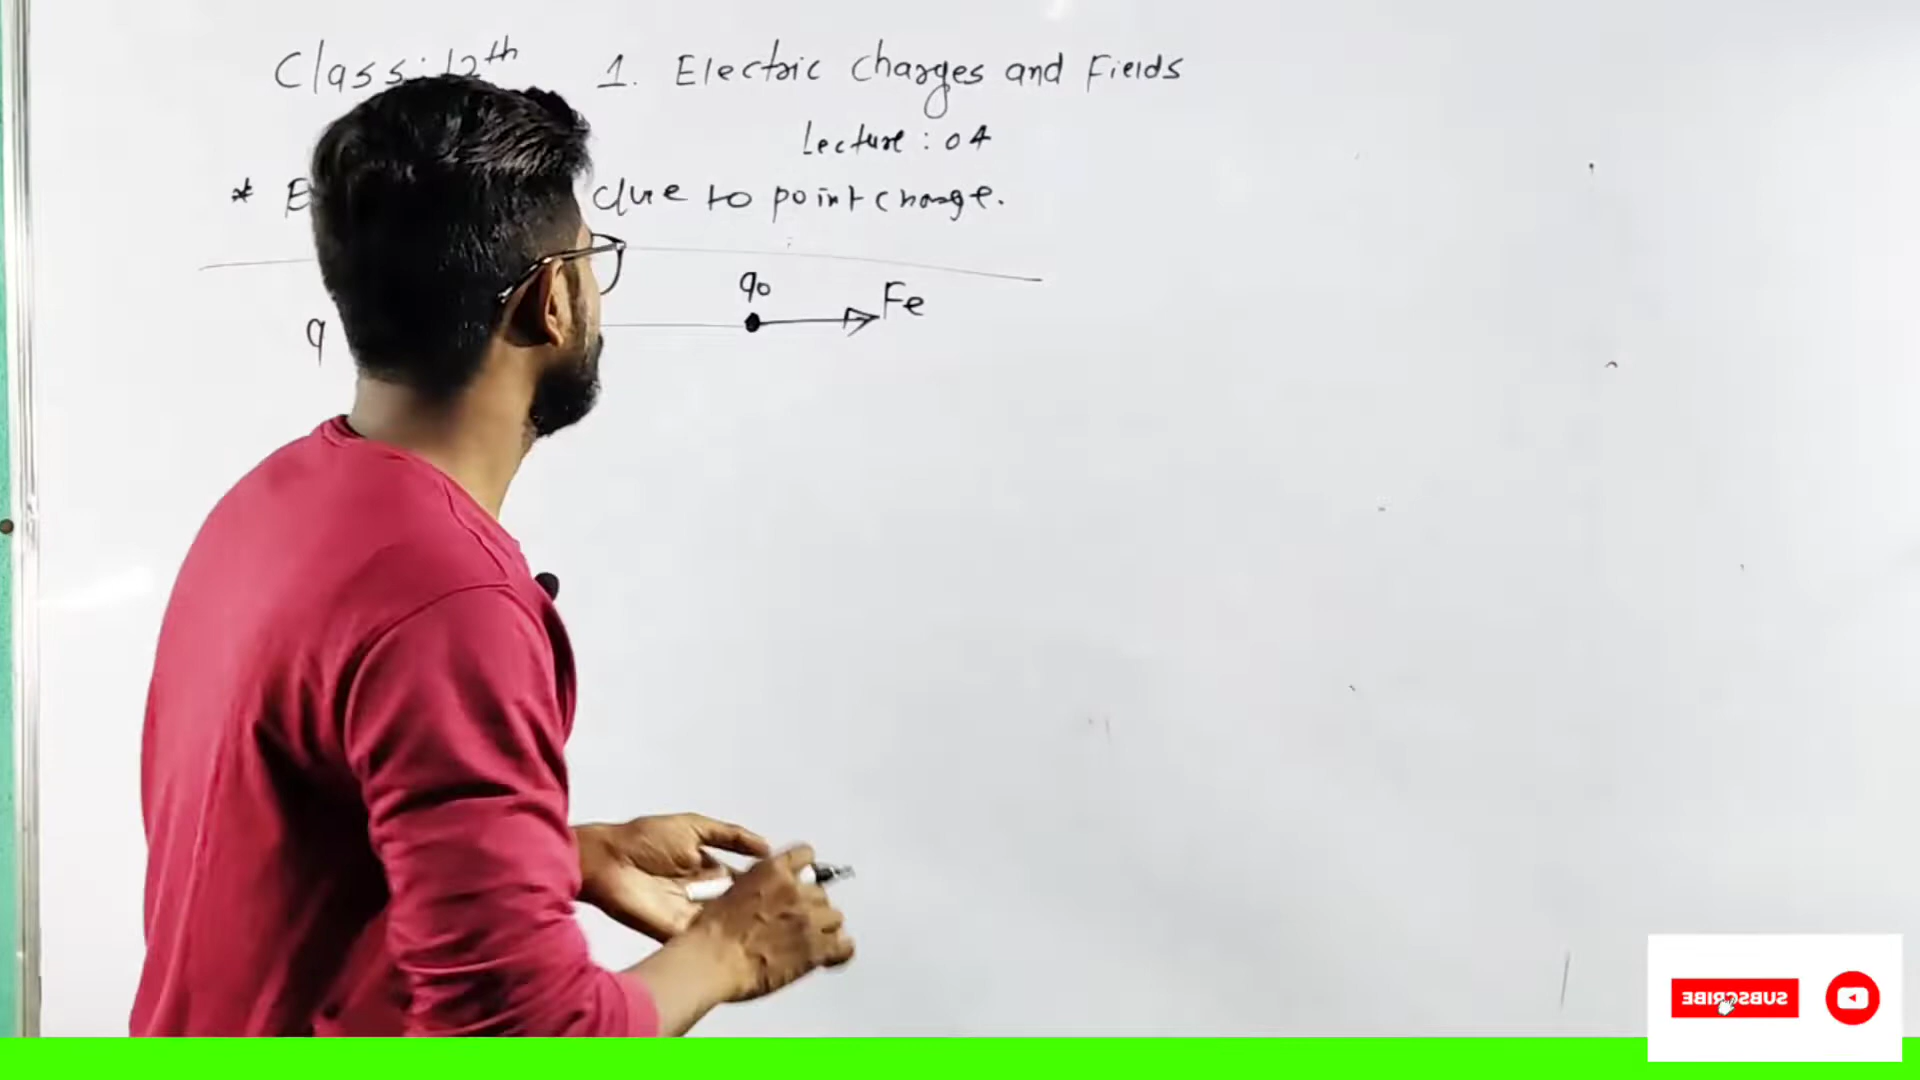 Class: 12th 1. Electric charges and Fields
Lecture : 04
* due to point charge.
q0
Fe
q
SUBSCRIBE